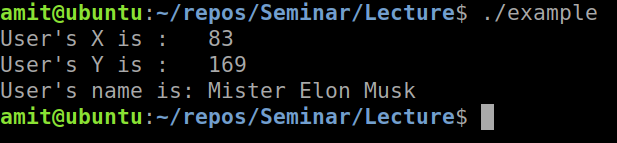 amit@ubuntu:~/repos/Seminar/Lecture$ ./example
User's X is :   83
User's Y is :   169
User's name is: Mister Elon Musk
amit@ubuntu:~/repos/Seminar/Lecture$